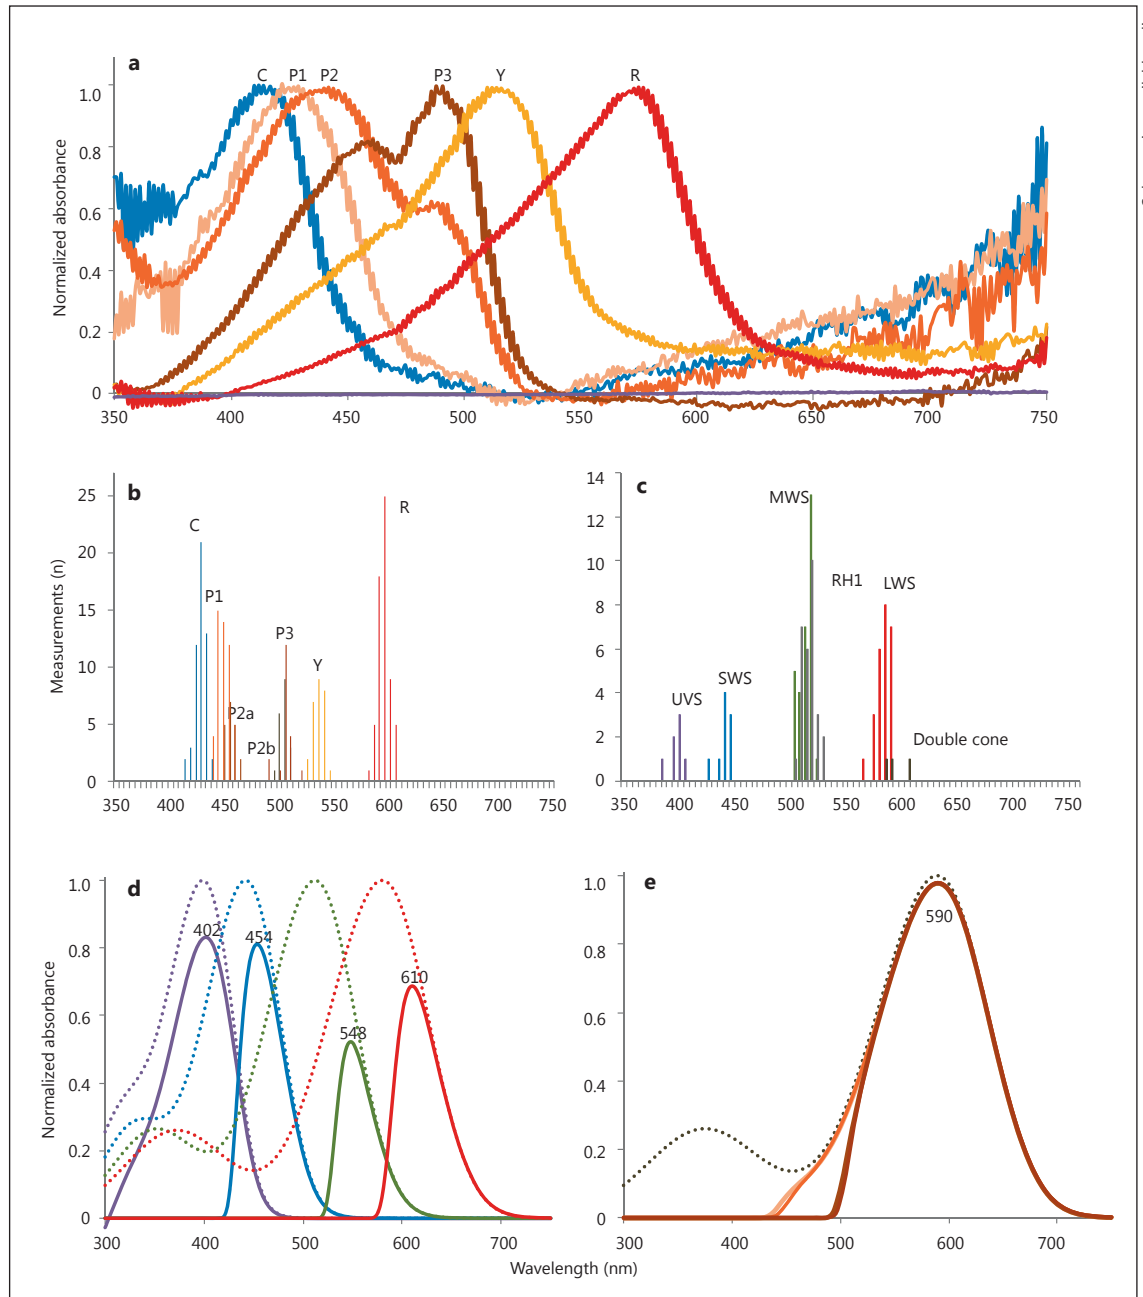 a
C P1 P2 P3 Y R
Normalized absorbance
1.0
0.8
0.6
0.4
0.2
0
350 400 450 500 550 600 650 700 750
b
Measurements (n)
25
20
15
10
5
0
C
P1
P2a
P2b
P3
Y
R
350 400 450 500 550 600 650 700 750
c
14
12
10
8
6
4
2
0
UVS
SWS
MWS
RH1
LWS
Double cone
350 400 450 500 550 600 650 700 750
d
Normalized absorbance
1.0
0.8
0.6
0.4
0.2
0
402
454
548
610
300 400 500 600 700
e
1.0
0.8
0.6
0.4
0.2
0
590
300 400 500 600 700
Wavelength (nm)